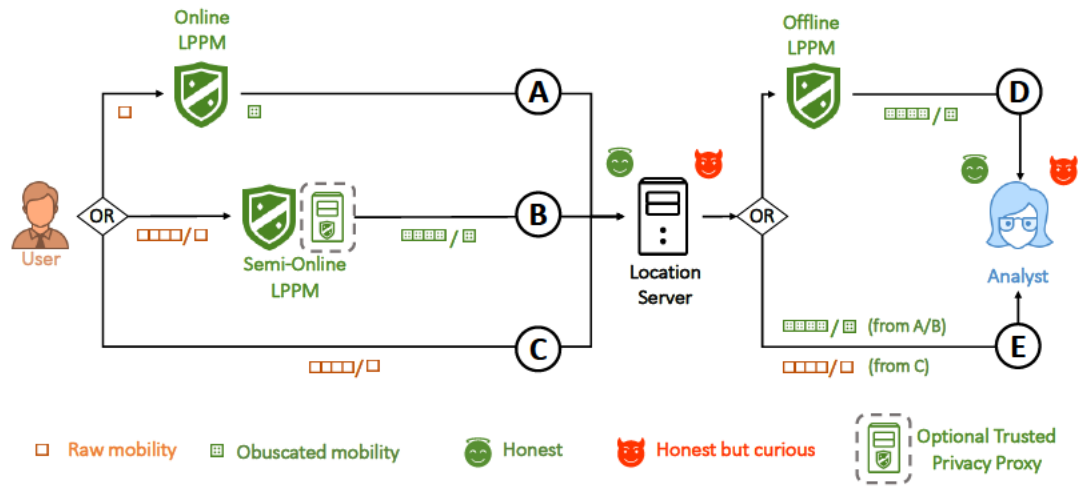 Online
LPPM
A
Offline
LPPM
D
/
OR
User
/
Semi-Online
LPPM
/
B
Location
Server
OR
Analyst
C
/
/ (from A/B)
/ (from C)
E
Raw mobility
Obuscated mobility
Honest
Honest but curious
Optional Trusted
Privacy Proxy